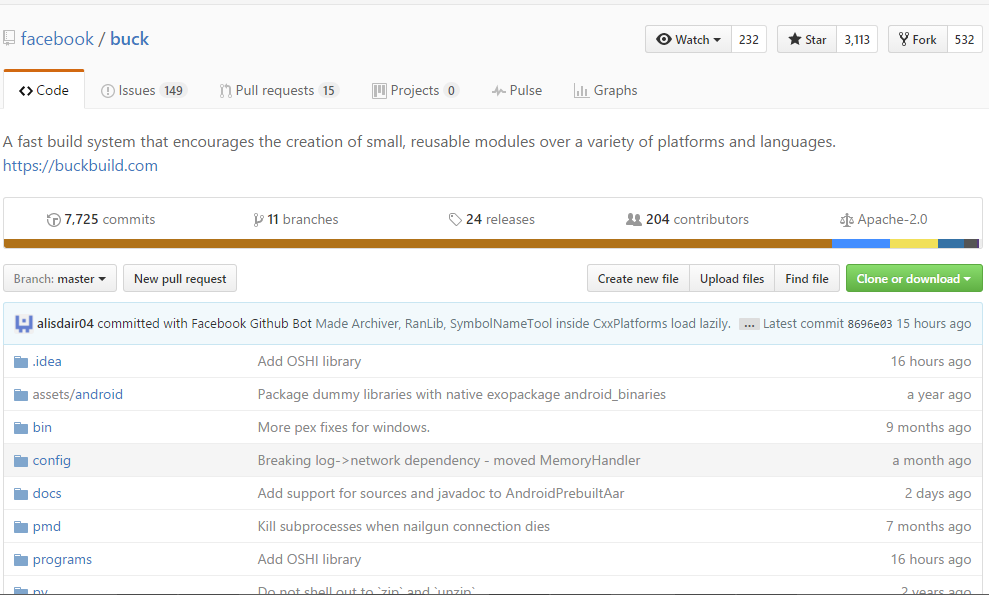 facebook / buck Watch 232 Star 3,113 Fork 532
Code Issues 149 Pull requests 15 Projects 0 Pulse Graphs
A fast build system that encourages the creation of small, reusable modules over a variety of platforms and languages.
https://buckbuild.com
7,725 commits 11 branches 24 releases 204 contributors Apache-2.0
Branch: master New pull request Create new file Upload files Find file Clone or download
alisdair04 committed with Facebook Github Bot Made Archiver, RanLib, SymbolNameTool inside CxxPlatforms load lazily. ... Latest commit 8696e03 15 hours ago
.idea Add OSHI library 16 hours ago
assets/android Package dummy libraries with native exopackage android_binaries a year ago
bin More pex fixes for windows. 9 months ago
config Breaking log->network dependency - moved MemoryHandler a month ago
docs Add support for sources and javadoc to AndroidPrebuiltAar 2 days ago
pmd Kill subprocesses when nailgun connection dies 7 months ago
programs Add OSHI library 16 hours ago
py Do not shell out to `zip` and `unzip` 2 years ago